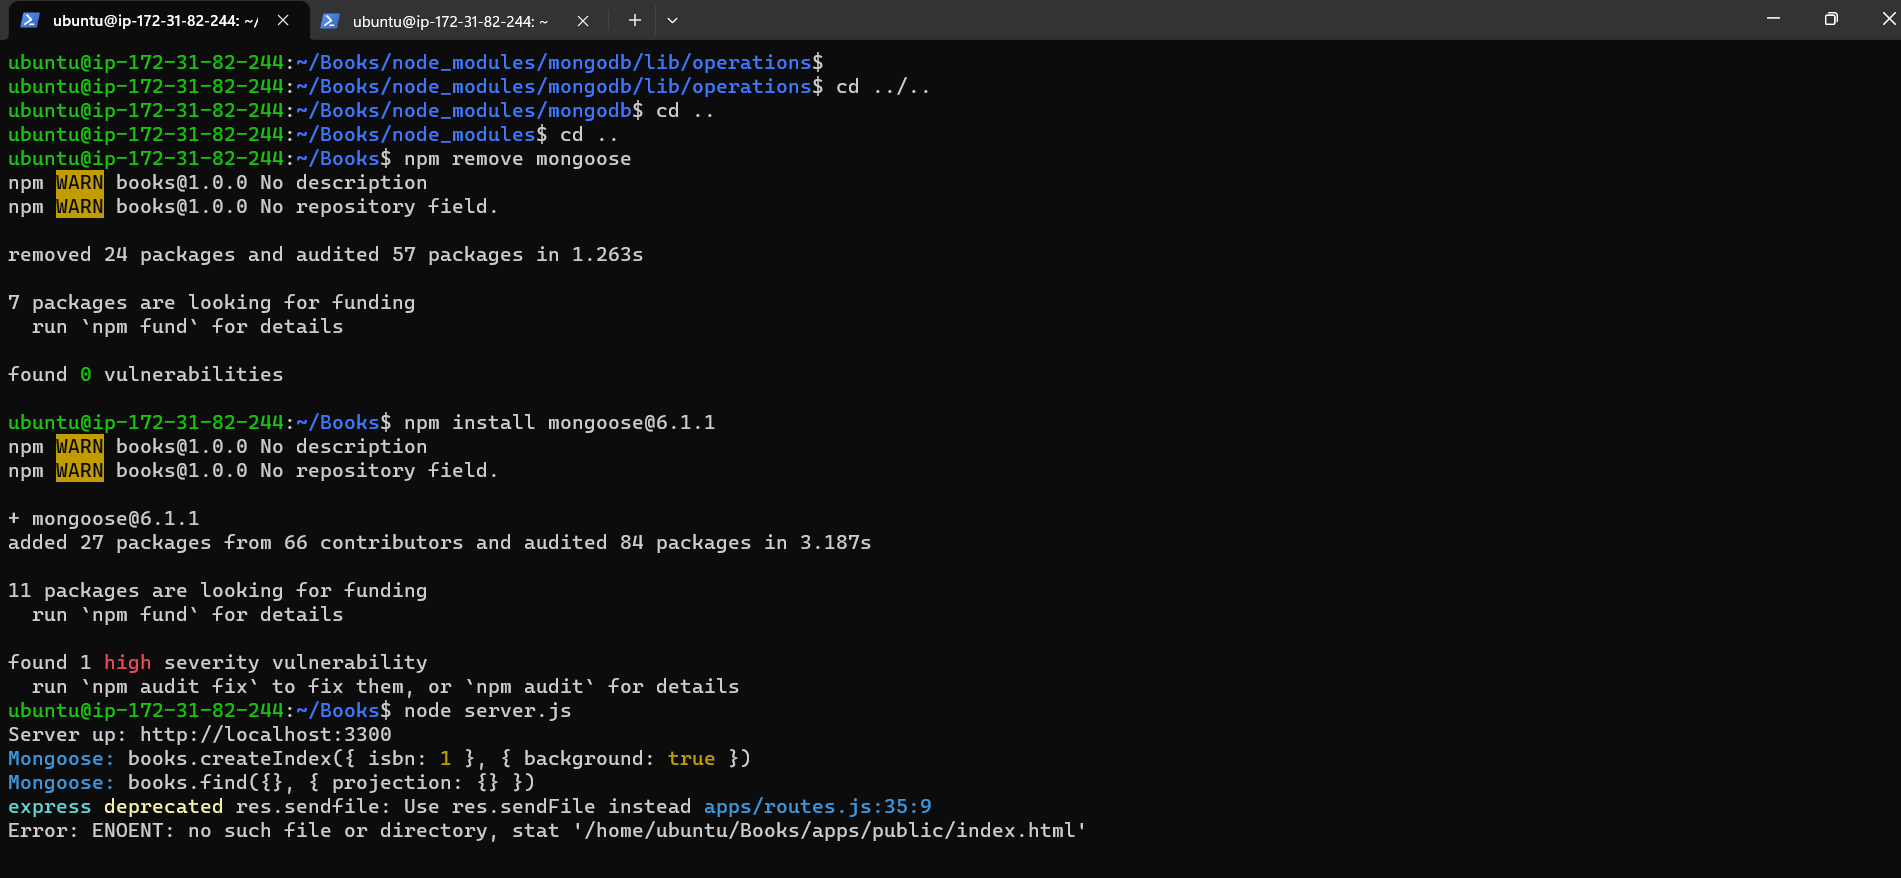 ubuntu@ip-172-31-82-244: ~/
ubuntu@ip-172-31-82-244: ~
ubuntu@ip-172-31-82-244:~/Books/node_modules/mongodb/lib/operations$
ubuntu@ip-172-31-82-244:~/Books/node_modules/mongodb/lib/operations$ cd ../..
ubuntu@ip-172-31-82-244:~/Books/node_modules/mongodb$ cd ..
ubuntu@ip-172-31-82-244:~/Books/node_modules$ cd ..
ubuntu@ip-172-31-82-244:~/Books$ npm remove mongoose
npm WARN books@1.0.0 No description
npm WARN books@1.0.0 No repository field.
removed 24 packages and audited 57 packages in 1.263s
7 packages are looking for funding
  run `npm fund` for details
found 0 vulnerabilities
ubuntu@ip-172-31-82-244:~/Books$ npm install mongoose@6.1.1
npm WARN books@1.0.0 No description
npm WARN books@1.0.0 No repository field.
+ mongoose@6.1.1
added 27 packages from 66 contributors and audited 84 packages in 3.187s
11 packages are looking for funding
  run `npm fund` for details
found 1 high severity vulnerability
  run `npm audit fix` to fix them, or `npm audit` for details
ubuntu@ip-172-31-82-244:~/Books$ node server.js
Server up: http://localhost:3300
Mongoose: books.createIndex({ isbn: 1 }, { background: true })
Mongoose: books.find({}, { projection: {} })
express deprecated res.sendfile: Use res.sendFile instead apps/routes.js:35:9
Error: ENOENT: no such file or directory, stat '/home/ubuntu/Books/apps/public/index.html'